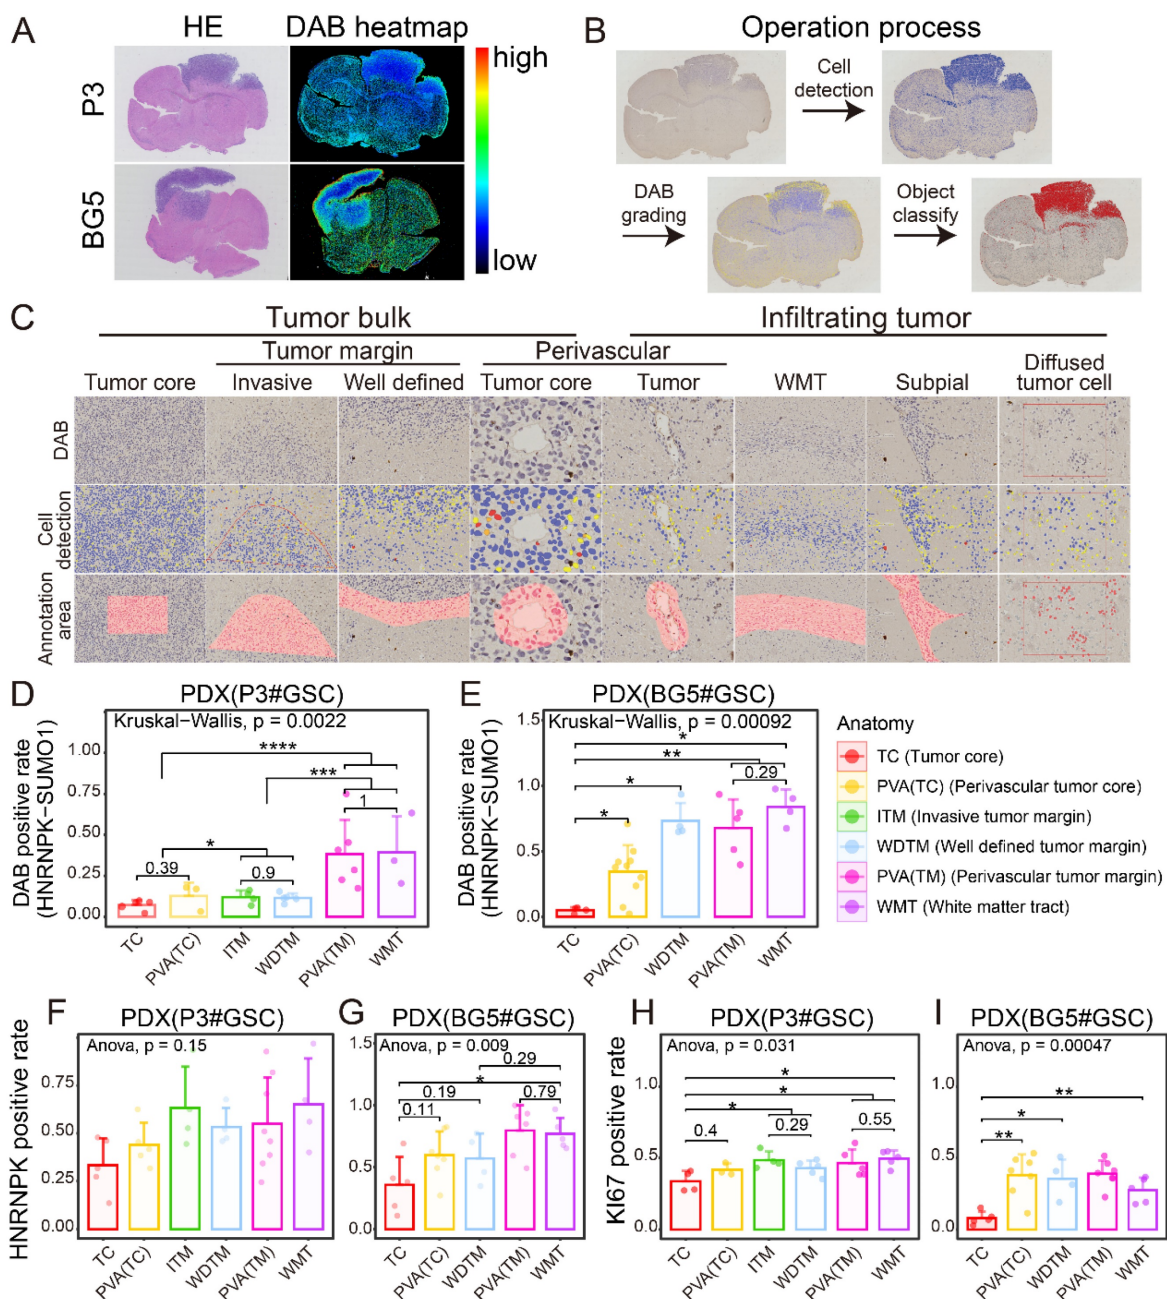 A
HE
DAB heatmap
P3
BG5
high
low
B
Operation process
Cell
detection
DAB
grading
Object
classify
C
Tumor bulk
Infiltrating tumor
Tumor margin
Perivascular
Tumor core
Invasive
Well defined
Tumor core
Tumor
WMT
Subpial
Diffused
tumor cell
DAB
Cell
detection
Annotation
area
D
PDX(P3#GSC)
Kruskal-Wallis, p = 0.0022
DAB positive rate
(HNRNPK-SUMO1)
1.00
0.75
0.50
0.25
0.00
****
***
1
*
0.39
0.9
TC
PVA(TC)
ITM
WDTM
PVA(TM)
WMT
E
PDX(BG5#GSC)
Kruskal-Wallis, p = 0.00092
DAB positive rate
(HNRNPK-SUMO1)
1.5
1.0
0.5
0.0
*
**
0.29
*
*
TC
PVA(TC)
WDTM
PVA(TM)
WMT
Anatomy
TC (Tumor core)
PVA(TC) (Perivascular tumor core)
ITM (Invasive tumor margin)
WDTM (Well defined tumor margin)
PVA(TM) (Perivascular tumor margin)
WMT (White matter tract)
F
PDX(P3#GSC)
Anova, p = 0.15
HNRNPK positive rate
0.75
0.50
0.25
0.00
TC
PVA(TC)
ITM
WDTM
PVA(TM)
WMT
G
PDX(BG5#GSC)
Anova, p = 0.009
1.5
1.0
0.5
0.0
0.29
*
0.19
0.79
0.11
TC
PVA(TC)
WDTM
PVA(TM)
WMT
H
PDX(P3#GSC)
Anova, p = 0.031
KI67 positive rate
1.0
0.5
0.0
*
*
*
0.55
0.4
0.29
TC
PVA(TC)
ITM
WDTM
PVA(TM)
WMT
I
PDX(BG5#GSC)
Anova, p = 0.00047
1.0
0.5
0.0
**
*
**
TC
PVA(TC)
WDTM
PVA(TM)
WMT